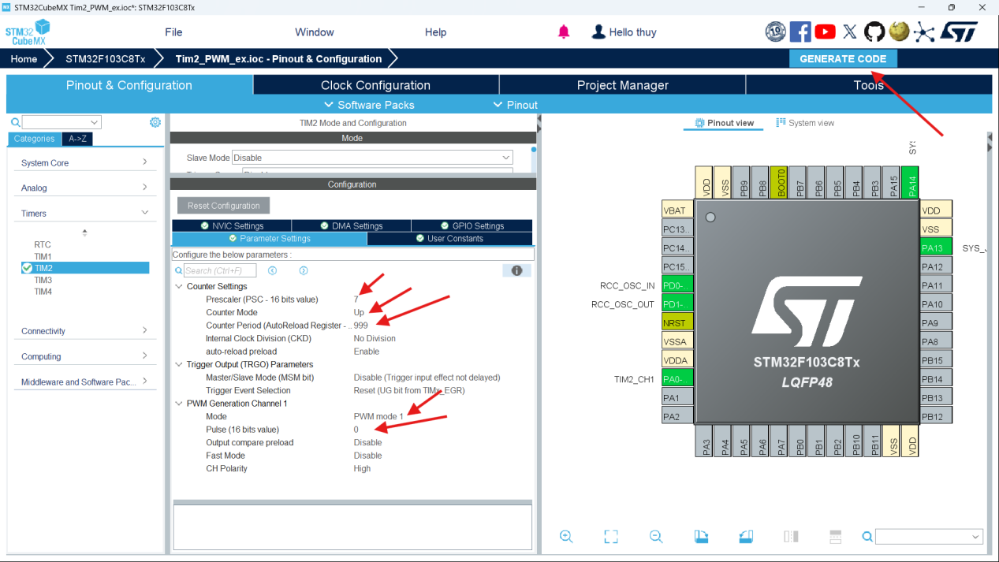 STM32CubeMX Tim2_PWM_ex.ioc*: STM32F103C8Tx
STM32
CubeMX
File
Window
Help
Hello thuy
10
Home
STM32F103C8Tx
Tim2_PWM_ex.ioc - Pinout & Configuration
GENERATE CODE
Pinout & Configuration
Clock Configuration
Project Manager
Tools
Software Packs
Pinout
Categories
A->Z
System Core
Analog
Timers
RTC
TIM1
TIM2
TIM3
TIM4
Connectivity
Computing
Middleware and Software Pac...
TIM2 Mode and Configuration
Mode
Slave Mode Disable
Configuration
Reset Configuration
NVIC Settings
DMA Settings
GPIO Settings
Parameter Settings
User Constants
Configure the below parameters :
Search (Ctrl+F)
Counter Settings
Prescaler (PSC - 16 bits value) 7
Counter Mode Up
Counter Period (AutoReload Register - .. 999
Internal Clock Division (CKD) No Division
auto-reload preload Enable
Trigger Output (TRGO) Parameters
Master/Slave Mode (MSM bit) Disable (Trigger input effect not delayed)
Trigger Event Selection Reset (UG bit from TIMx_EGR)
PWM Generation Channel 1
Mode PWM mode 1
Pulse (16 bits value) 0
Output compare preload Disable
Fast Mode Disable
CH Polarity High
Pinout view
System view
VDD
VSS
PB9
PB8
BOOT0
PB7
PB6
PB5
PB4
PB3
PA15
PA14
VBAT
PC13..
PC14..
PC15..
RCC_OSC_IN PD0-..
RCC_OSC_OUT PD1-..
NRST
VSSA
VDDA
TIM2_CH1 PA0-..
PA1
PA2
STM32F103C8Tx
LQFP48
VDD
VSS
PA13 SYS_J
PA12
PA11
PA10
PA9
PA8
PB15
PB14
PB13
PB12
PA3
PA4
PA5
PA6
PA7
PB0
PB1
PB2
PB10
PB11
VSS
VDD